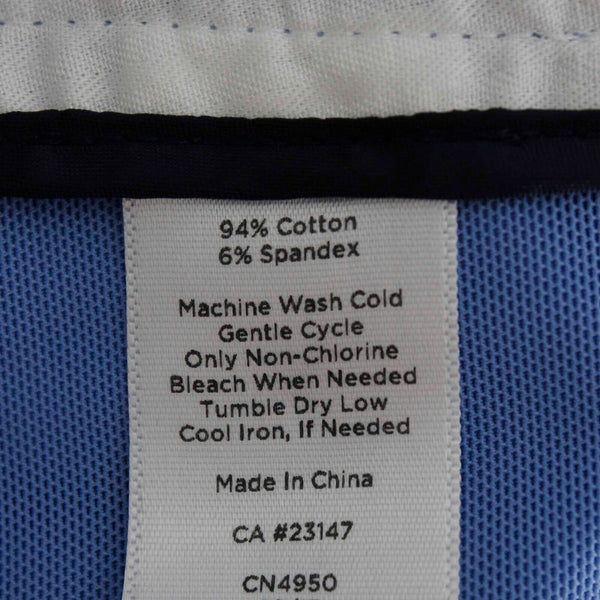 94% Cotton
6% Spandex
Machine Wash Cold
Gentle Cycle
Only Non-Chlorine
Bleach When Needed
Tumble Dry Low
Cool Iron, If Needed
Made In China
CA #23147
CN4950